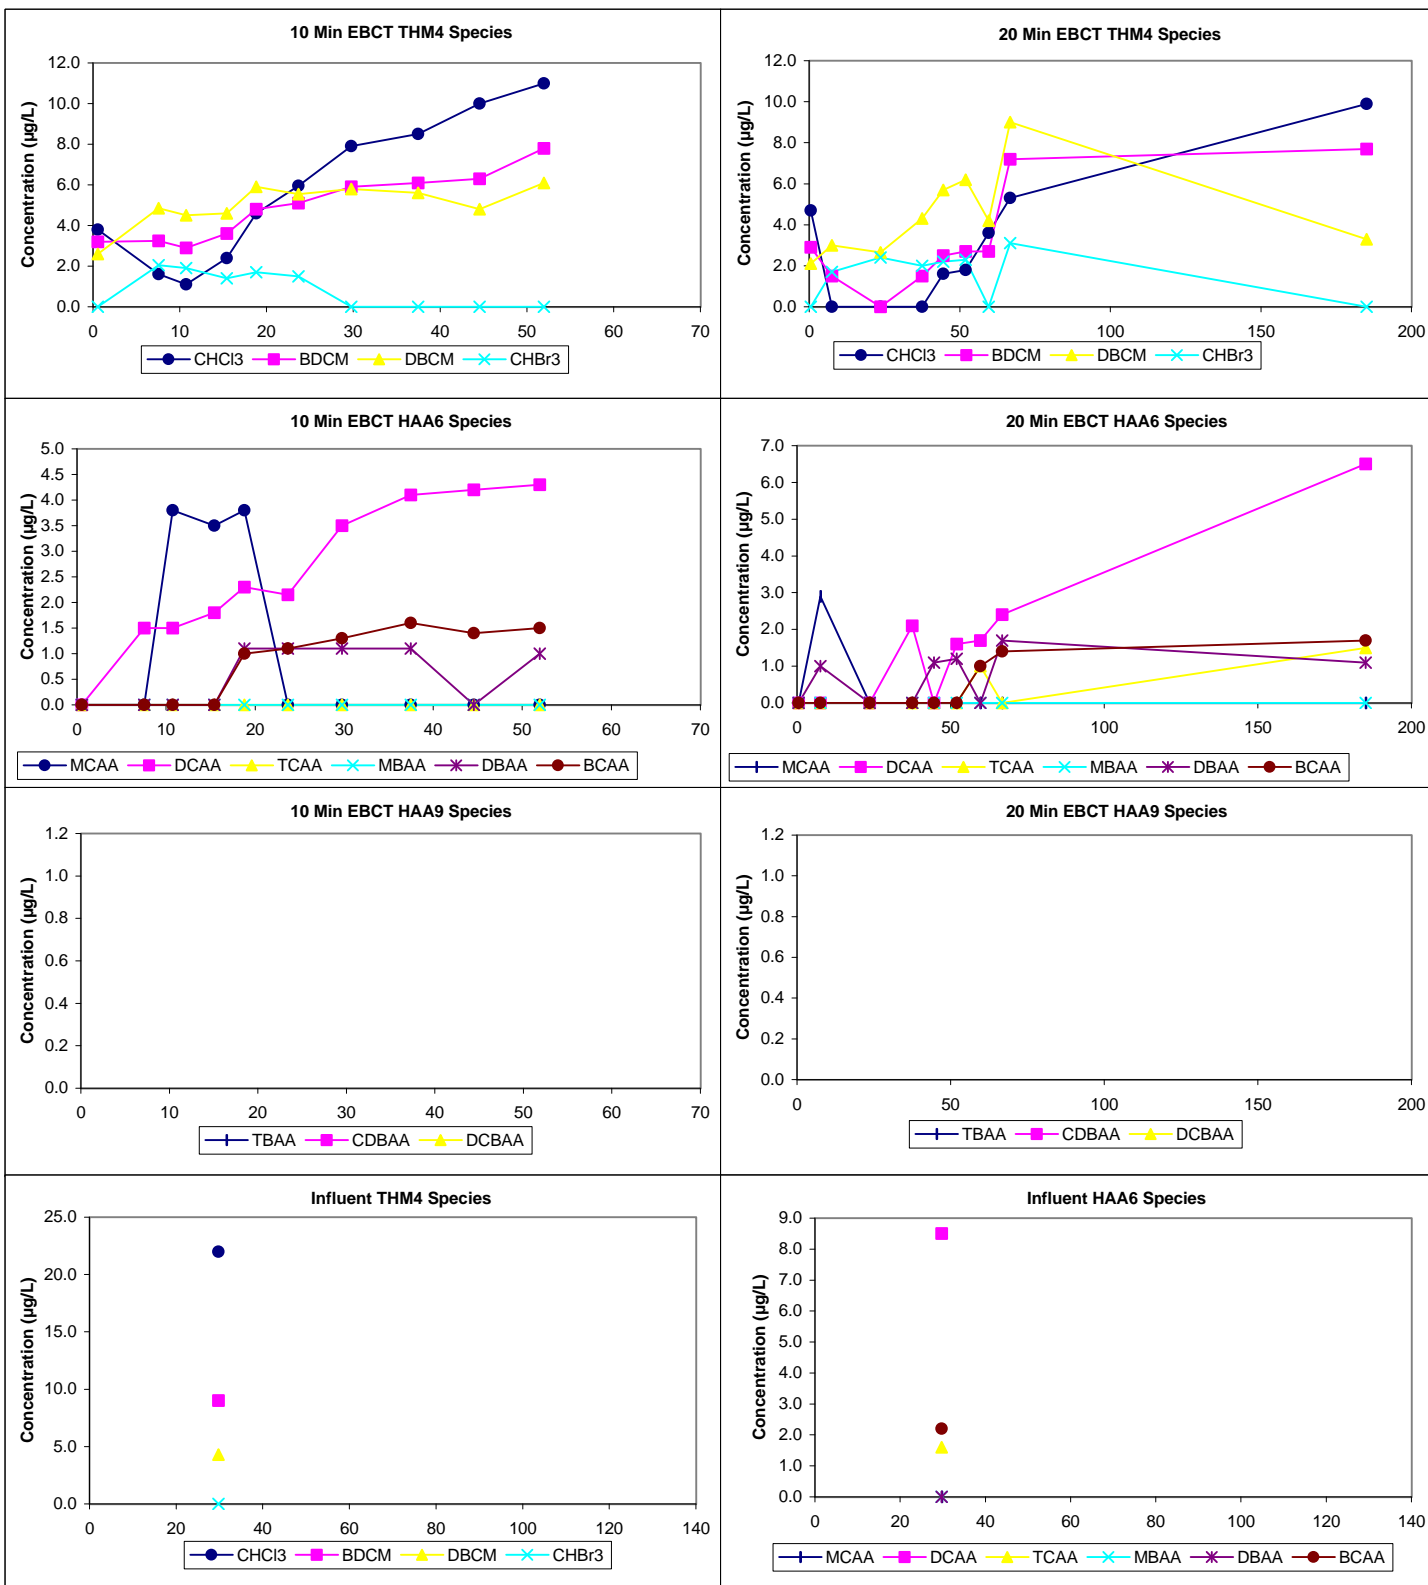 10 Min EBCT THM4 Species
Concentration (µg/L)
12.0
10.0
8.0
6.0
4.0
2.0
0.0
0 10 20 30 40 50 60 70
CHCl3 BDCM DBCM CHBr3
20 Min EBCT THM4 Species
Concentration (µg/L)
12.0
10.0
8.0
6.0
4.0
2.0
0.0
0 50 100 150 200
CHCl3 BDCM DBCM CHBr3
10 Min EBCT HAA6 Species
Concentration (µg/L)
5.0
4.5
4.0
3.5
3.0
2.5
2.0
1.5
1.0
0.5
0.0
0 10 20 30 40 50 60 70
MCAA DCAA TCAA MBAA DBAA BCAA
20 Min EBCT HAA6 Species
Concentration (µg/L)
7.0
6.0
5.0
4.0
3.0
2.0
1.0
0.0
0 50 100 150 200
MCAA DCAA TCAA MBAA DBAA BCAA
10 Min EBCT HAA9 Species
Concentration (µg/L)
1.2
1.0
0.8
0.6
0.4
0.2
0.0
0 10 20 30 40 50 60 70
TBAA CDBAA DCBAA
20 Min EBCT HAA9 Species
Concentration (µg/L)
1.2
1.0
0.8
0.6
0.4
0.2
0.0
0 50 100 150 200
TBAA CDBAA DCBAA
Influent THM4 Species
Concentration (µg/L)
25.0
20.0
15.0
10.0
5.0
0.0
0 20 40 60 80 100 120 140
CHCl3 BDCM DBCM CHBr3
Influent HAA6 Species
Concentration (µg/L)
9.0
8.0
7.0
6.0
5.0
4.0
3.0
2.0
1.0
0.0
0 20 40 60 80 100 120 140
MCAA DCAA TCAA MBAA DBAA BCAA